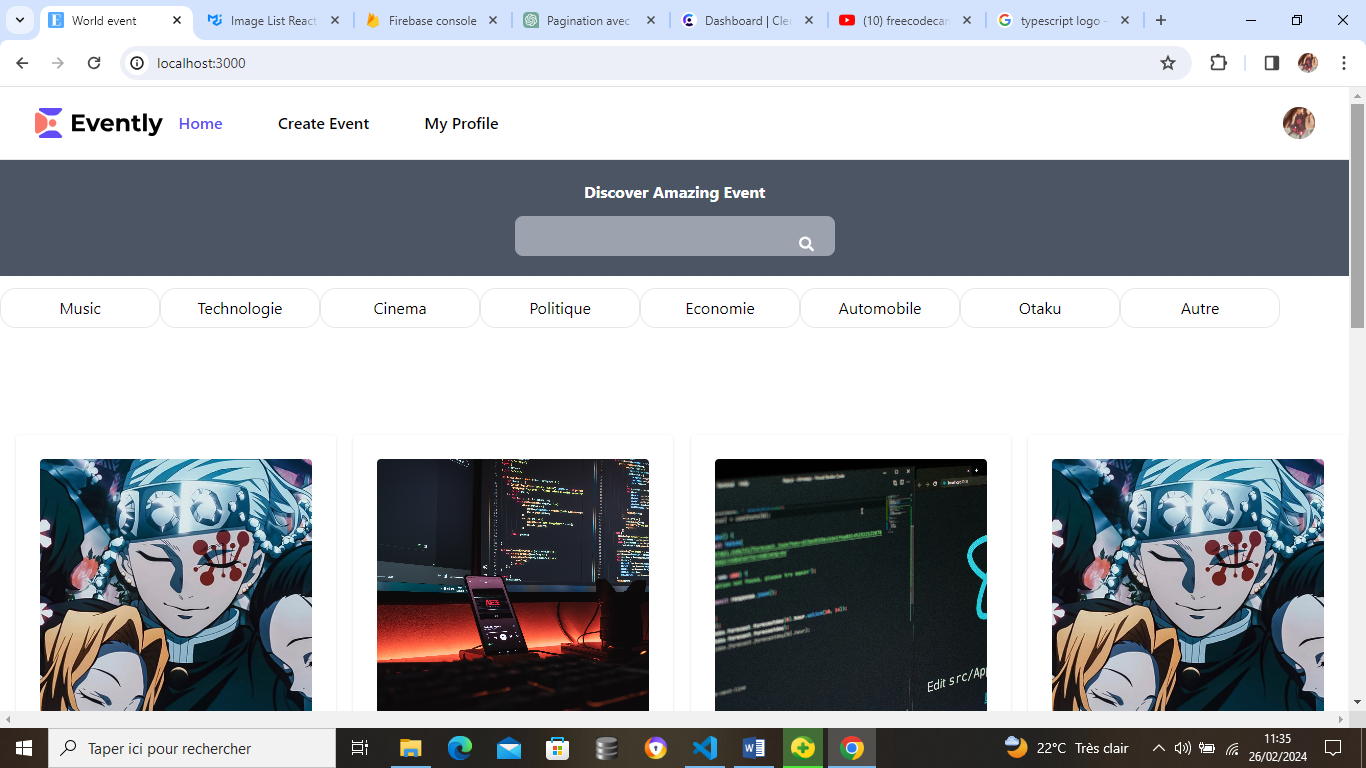 World event
Image List React
Firebase console
Pagination avec
Dashboard | Cle
(10) freecodecan
typescript logo -
localhost:3000
Evently
Home
Create Event
My Profile
Discover Amazing Event
Music
Technologie
Cinema
Politique
Economie
Automobile
Otaku
Autre
Edit src/App
Taper ici pour rechercher
22°C Très clair
11:35
26/02/2024